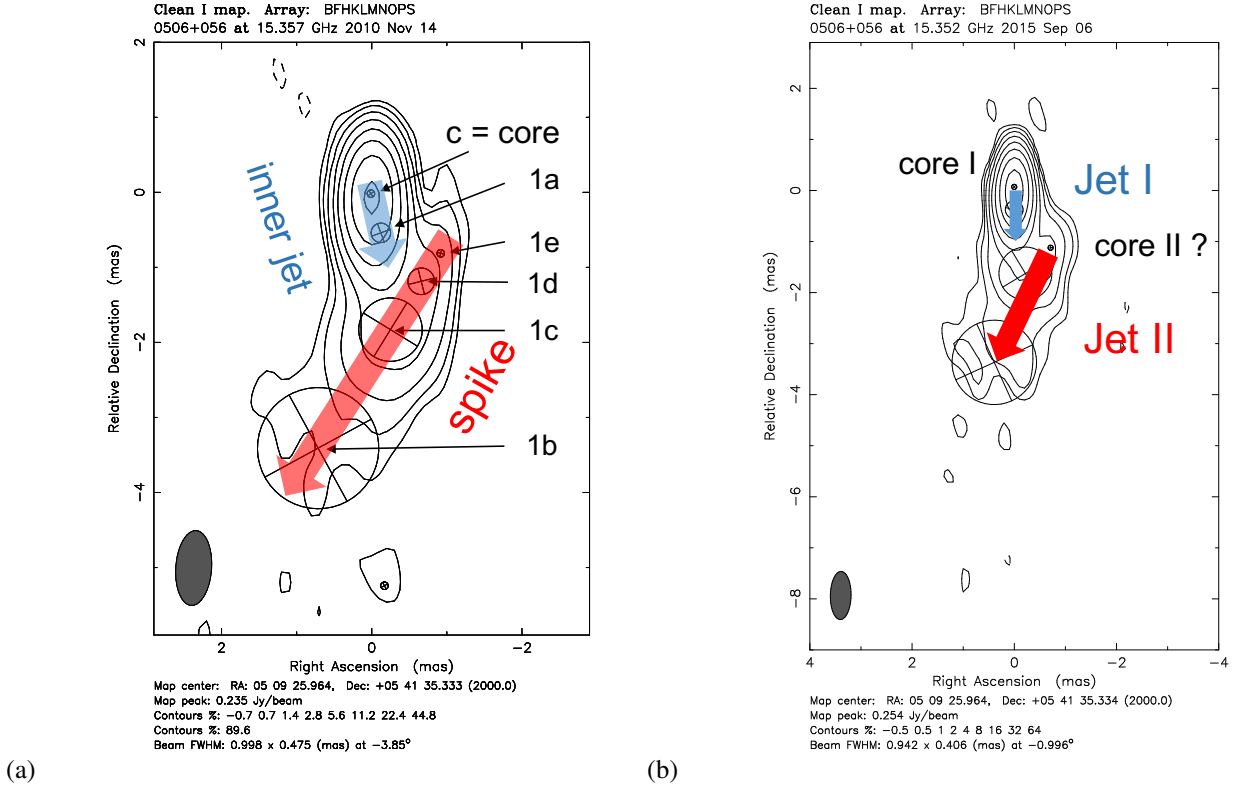 Clean I map. Array: BFHKLMNOPS
0506+056 at 15.357 GHz 2010 Nov 14
2
0
−2
−4
Relative Declination (mas)
c = core
1a
inner jet
1e
1d
1c
spike
1b
2
0
−2
Right Ascension (mas)
Map center: RA: 05 09 25.964, Dec: +05 41 35.333 (2000.0)
Map peak: 0.235 Jy/beam
Contours %: −0.7 0.7 1.4 2.8 5.6 11.2 22.4 44.8
Contours %: 89.6
Beam FWHM: 0.998 x 0.475 (mas) at −3.85°
(a)
Clean I map. Array: BFHKLMNOPS
0506+056 at 15.352 GHz 2015 Sep 06
2
0
−2
−4
−6
−8
Relative Declination (mas)
core I
Jet I
core II ?
Jet II
4
2
0
−2
−4
Right Ascension (mas)
Map center: RA: 05 09 25.964, Dec: +05 41 35.334 (2000.0)
Map peak: 0.254 Jy/beam
Contours %: −0.5 0.5 1 2 4 8 16 32 64
Beam FWHM: 0.942 x 0.406 (mas) at −0.996°
(b)